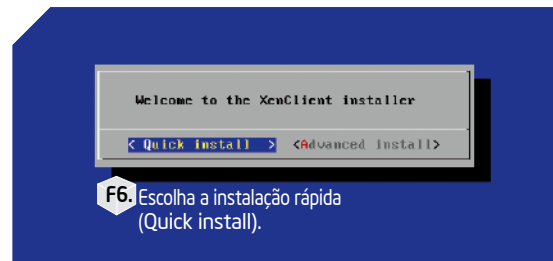 Welcome to the XenClient installer
< Quick install > <Advanced install>
F6. Escolha a instalação rápida
(Quick install).